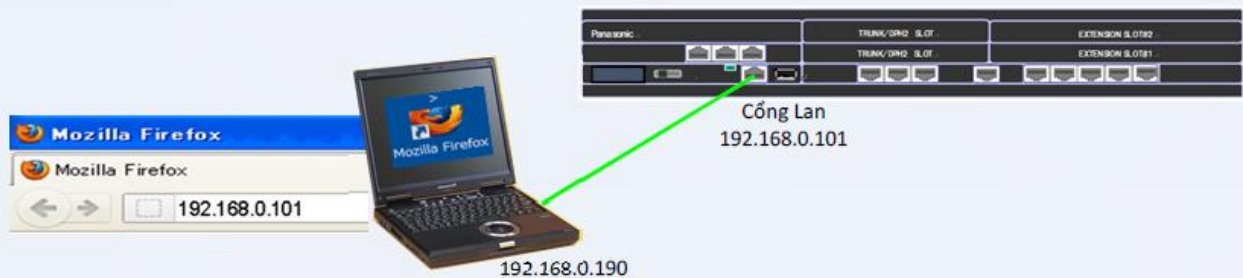 Panasonic
TRUNK/DPH2 SLOT
EXTENSION SLOT#2
TRUNK/DPH2 SLOT
EXTENSION SLOT#1
Cổng Lan
192.168.0.101
Mozilla Firefox
Mozilla Firefox
192.168.0.101
>
Mozilla Firefox
192.168.0.190